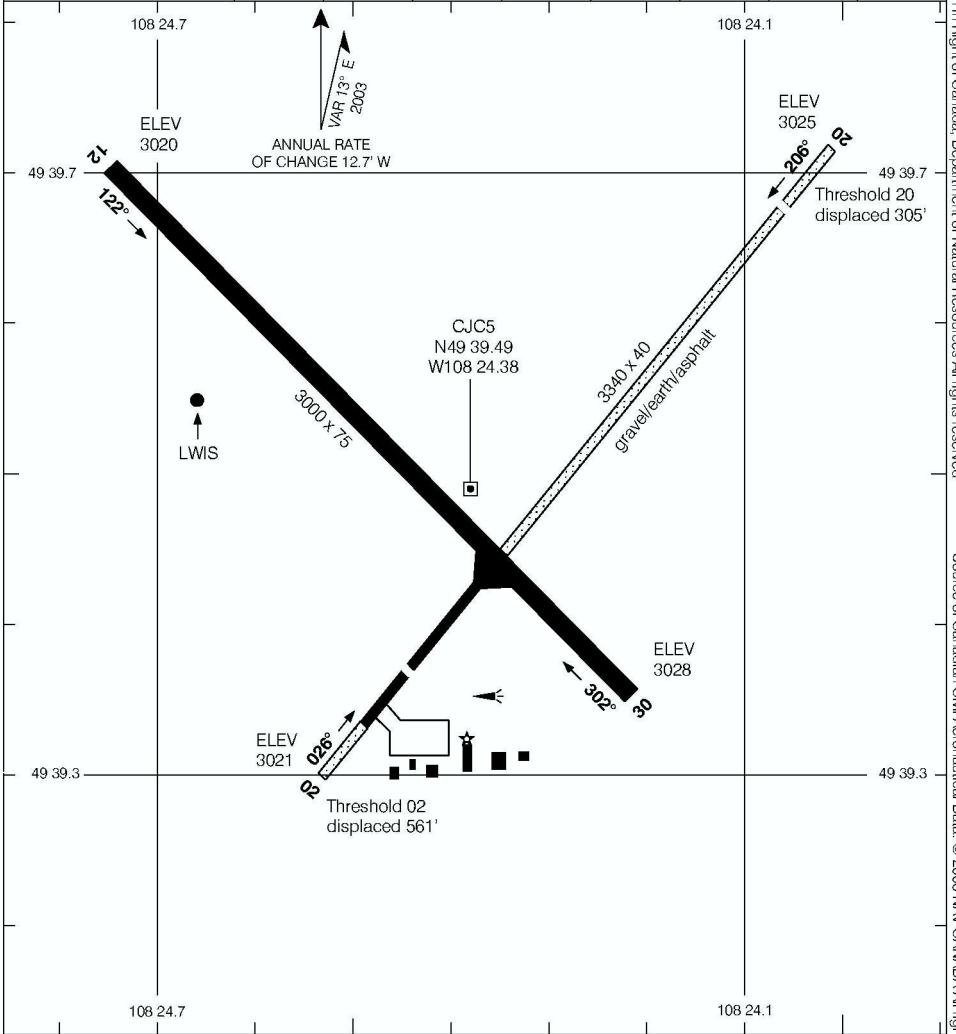 108 24.7
108 24.1
VAR 13° E
2003
ANNUAL RATE
OF CHANGE 12.7' W
ELEV
3020
ELEV
3025
12
20
49 39.7
49 39.7
122°
206°
Threshold 20
displaced 305'
CJC5
N49 39.49
W108 24.38
3000 x 75
3340 x 40
gravel/earth/asphalt
LWIS
ELEV
3028
302°
30
ELEV
3021
026°
02
49 39.3
49 39.3
Threshold 02
displaced 561'
108 24.7
108 24.1